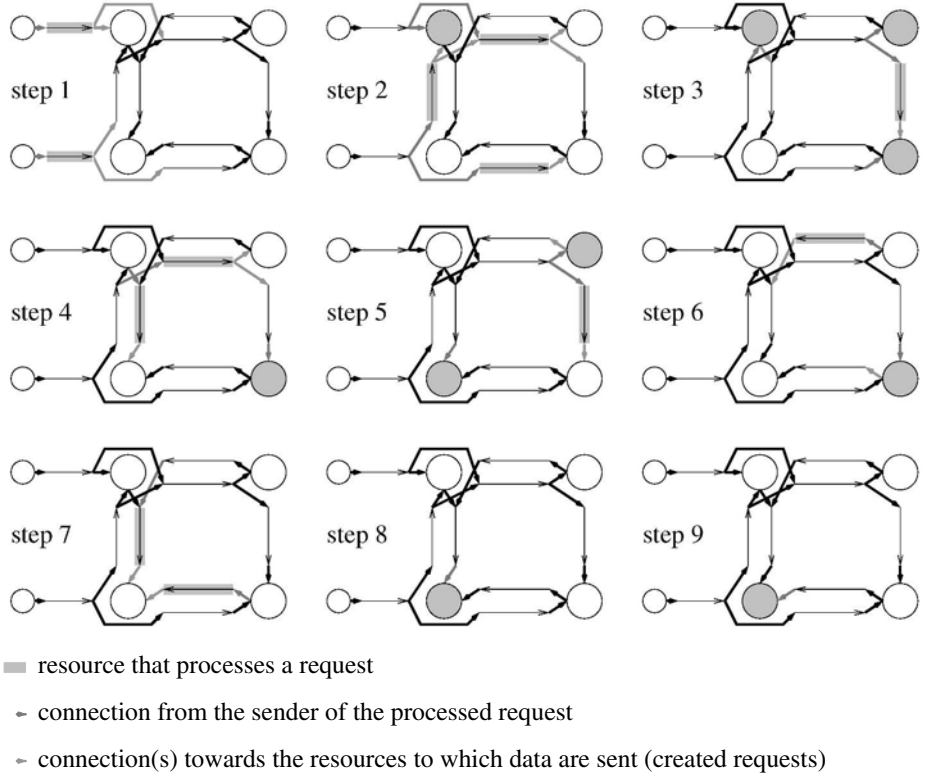 step 1
step 2
step 3
step 4
step 5
step 6
step 7
step 8
step 9
resource that processes a request
connection from the sender of the processed request
connection(s) towards the resources to which data are sent (created requests)